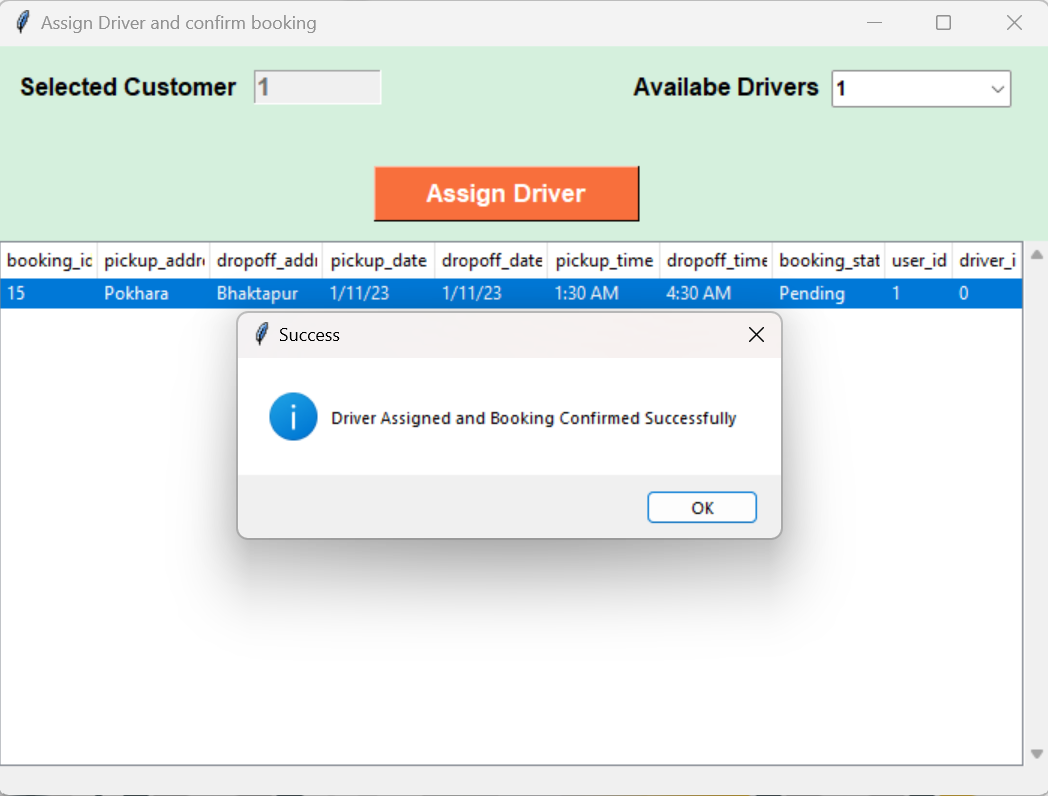 Assign Driver and confirm booking
Selected Customer 1 Availabe Drivers 1
Assign Driver
booking_ic pickup_addr dropoff_addı pickup_date dropoff_date pickup_time dropoff_time booking_stat user_id driver_i
15 Pokhara Bhaktapur 1/11/23 1/11/23 1:30 AM 4:30 AM Pending 1 0
Success
Driver Assigned and Booking Confirmed Successfully
OK